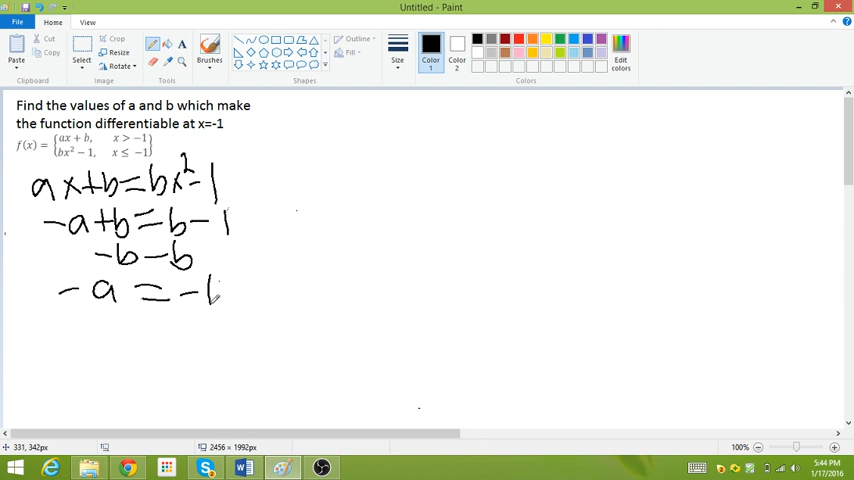 Untitled - Paint
File Home View
Paste Cut Copy Clipboard
Select Crop Resize Rotate Image
Tools
Brushes
Shapes Outline Fill
Size
Color 1 Color 2 Edit colors Colors
Find the values of a and b which make
the function differentiable at x=-1
f(x) = {ax + b, x > −1
bx² − 1, x ≤ −1}
ax+b=bx²-1
-a+b=b-1
-b-b
-a=-1
331, 342px 2456 × 1992px 100%
5:44 PM
1/17/2016